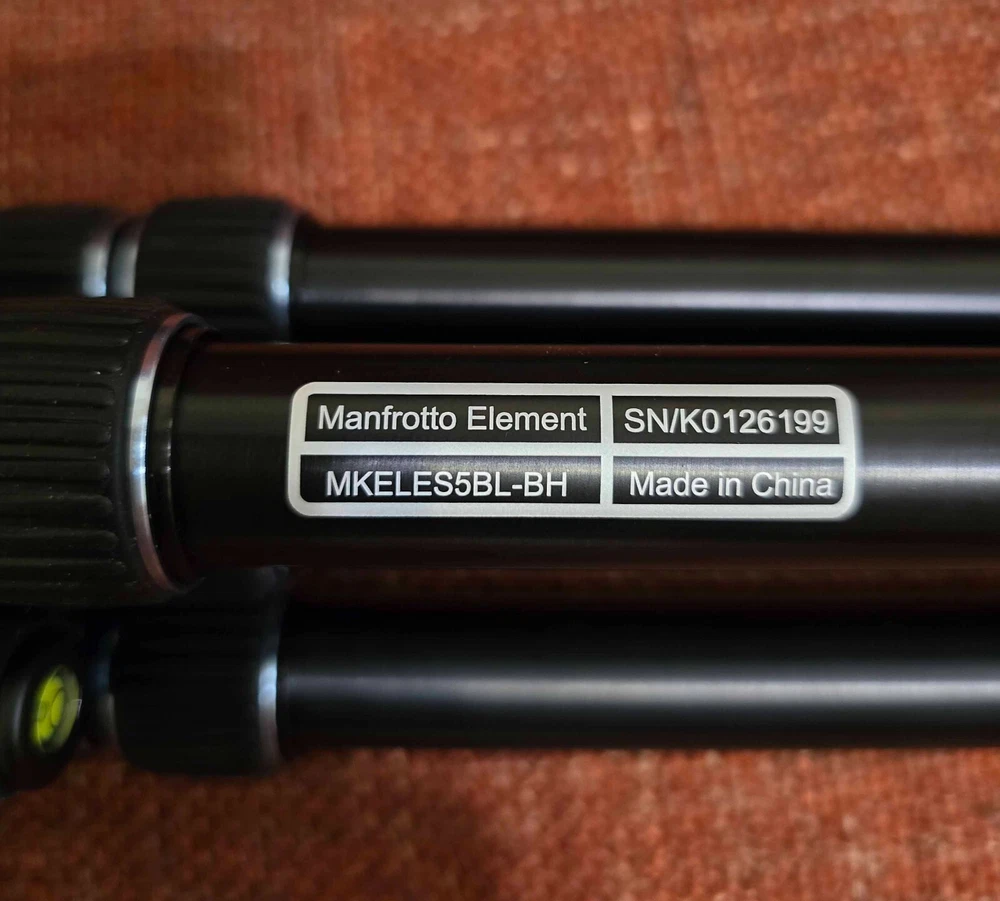 Manfrotto Element
SN/K0126199
MKELES5BL-BH
Made in China